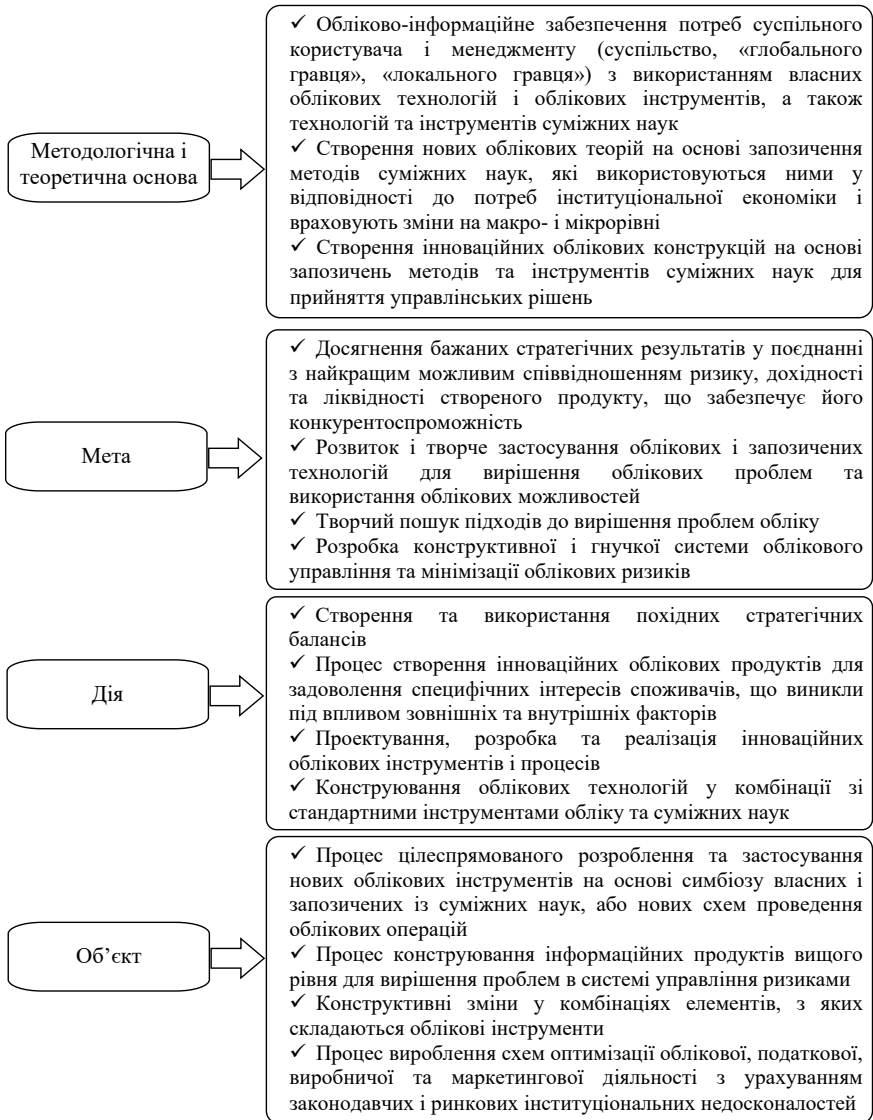 Методологічна і
теоретична основа
✓ Обліково-інформаційне забезпечення потреб суспільного
користувача і менеджменту (суспільство, «глобального
гравця», «локального гравця») з використанням власних
облікових технологій і облікових інструментів, а також
технологій та інструментів суміжних наук
✓ Створення нових облікових теорій на основі запозичення
методів суміжних наук, які використовуються ними у
відповідності до потреб інституціональної економіки і
враховують зміни на макро- і мікрорівні
✓ Створення інноваційних облікових конструкцій на основі
запозичень методів та інструментів суміжних наук для
прийняття управлінських рішень
Мета
✓ Досягнення бажаних стратегічних результатів у поєднанні
з найкращим можливим співвідношенням ризику, дохідності
та ліквідності створеного продукту, що забезпечує його
конкурентоспроможність
✓ Розвиток і творче застосування облікових і запозичених
технологій для вирішення облікових проблем та
використання облікових можливостей
✓ Творчий пошук підходів до вирішення проблем обліку
✓ Розробка конструктивної і гнучкої системи облікового
управління та мінімізації облікових ризиків
Дія
✓ Створення та використання похідних стратегічних
балансів
✓ Процес створення інноваційних облікових продуктів для
задоволення специфічних інтересів споживачів, що виникли
під впливом зовнішніх та внутрішніх факторів
✓ Проектування, розробка та реалізація інноваційних
облікових інструментів і процесів
✓ Конструювання облікових технологій у комбінації зі
стандартними інструментами обліку та суміжних наук
Об’єкт
✓ Процес цілеспрямованого розроблення та застосування
нових облікових інструментів на основі симбіозу власних і
запозичених із суміжних наук, або нових схем проведення
облікових операцій
✓ Процес конструювання інформаційних продуктів вищого
рівня для вирішення проблем в системі управління ризиками
✓ Конструктивні зміни у комбінаціях елементів, з яких
складаються облікові інструменти
✓ Процес вироблення схем оптимізації облікової, податкової,
виробничої та маркетингової діяльності з урахуванням
законодавчих і ринкових інституціональних недосконалостей